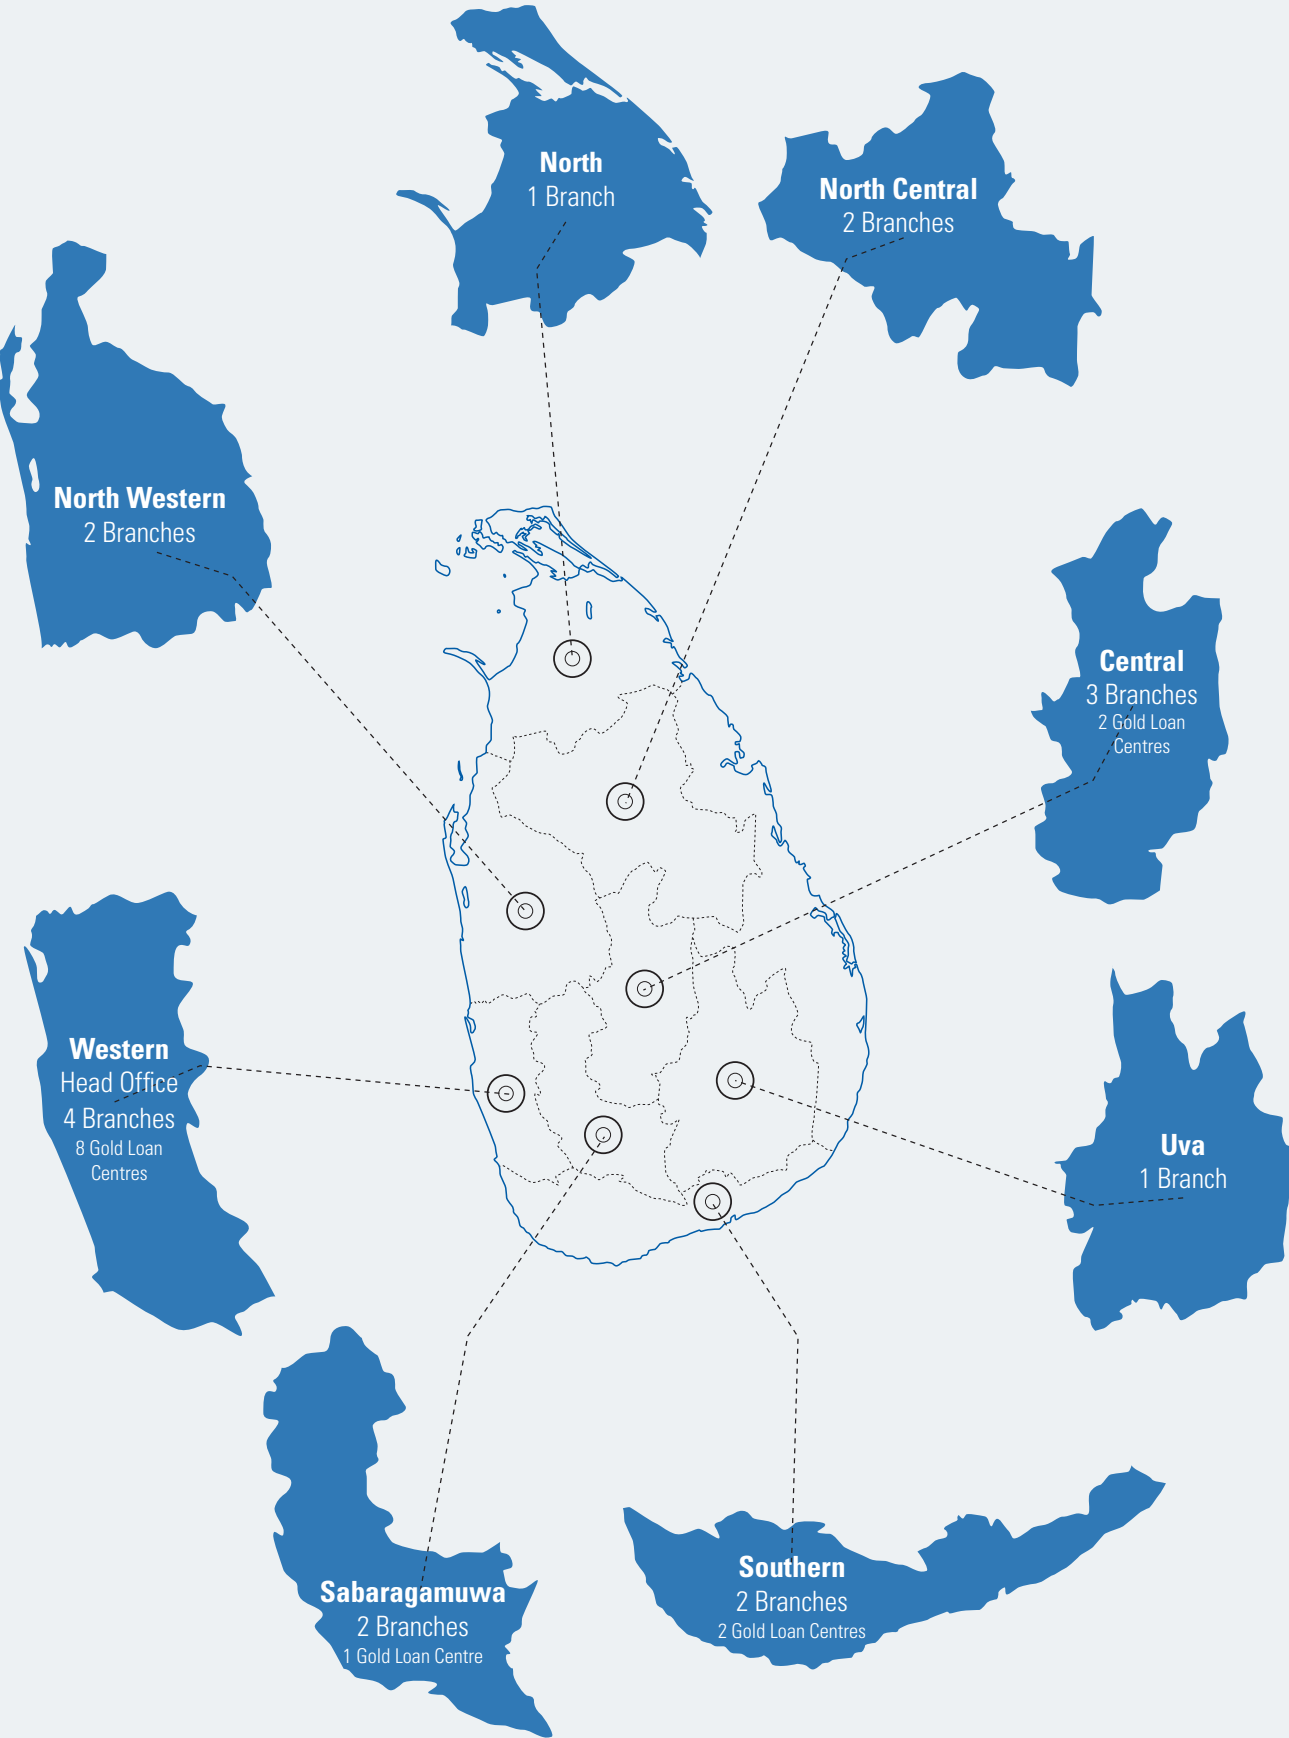 North
1 Branch
North Central
2 Branches
North Western
2 Branches
Central
3 Branches
2 Gold Loan
Centres
Western
Head Office
4 Branches
8 Gold Loan
Centres
Uva
1 Branch
Sabaragamuwa
2 Branches
1 Gold Loan Centre
Southern
2 Branches
2 Gold Loan Centres